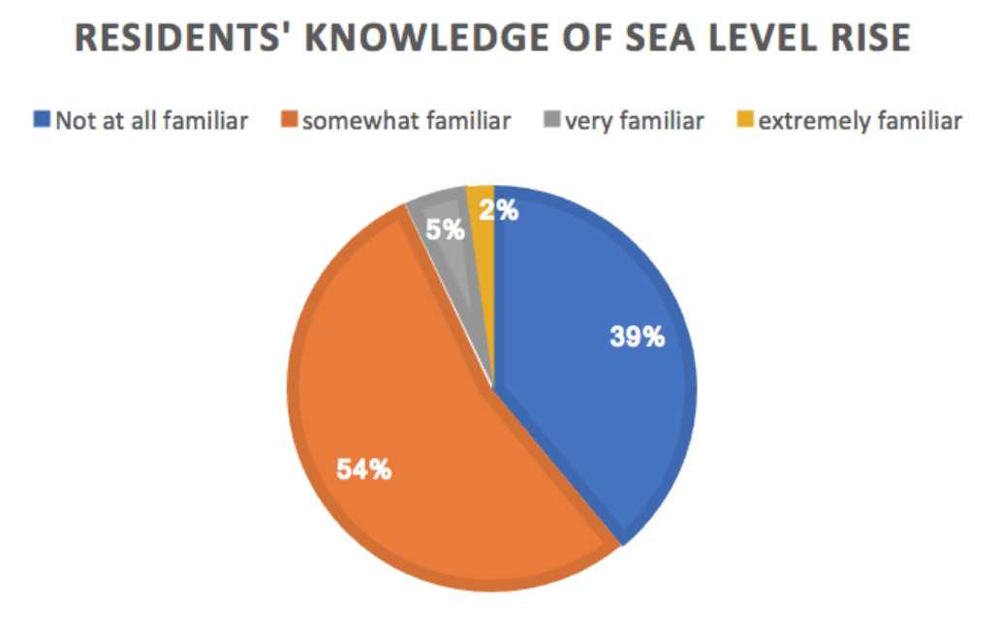 RESIDENTS' KNOWLEDGE OF SEA LEVEL RISE
Not at all familiar somewhat familiar very familiar extremely familiar
2%
5%
39%
54%